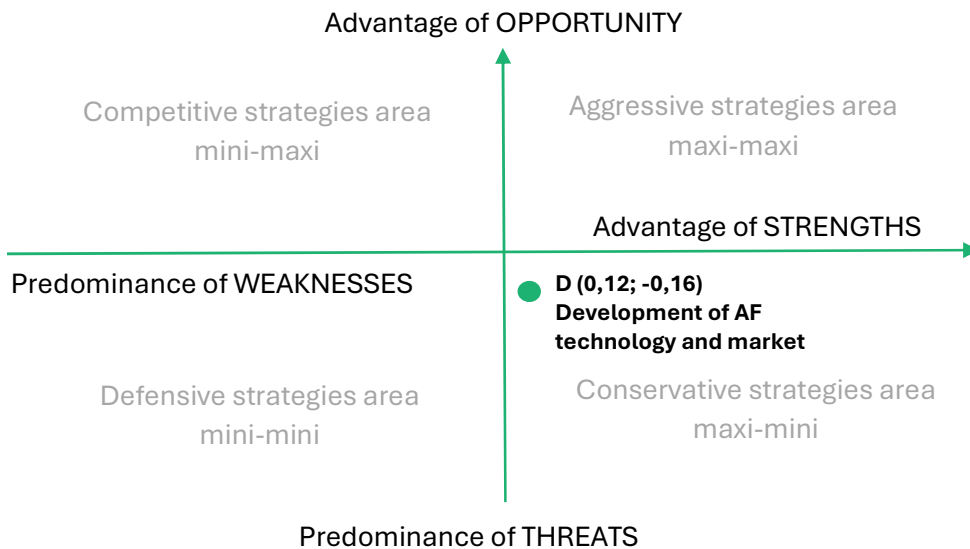 Advantage of OPPORTUNITY
Competitive strategies area
mini-maxi
Aggressive strategies area
maxi-maxi
Advantage of STRENGTHS
Predominance of WEAKNESSES
D (0,12; -0,16)
Development of AF
technology and market
Defensive strategies area
mini-mini
Conservative strategies area
maxi-mini
Predominance of THREATS